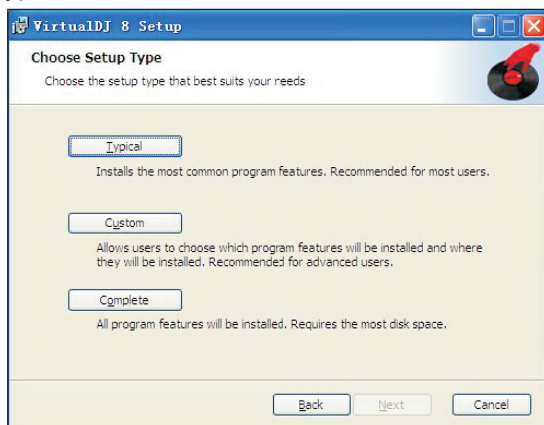 VirtualDJ 8 Setup
Choose Setup Type
Choose the setup type that best suits your reeds
Typical
Installs the most common program features. Recommended for most users.
Custom
Allows users to choose which program features will be installed and where
they will be installed. Recommended for advanced users.
Complete
All program features will be installed. Requires the most disk space.
Back Next Cancel